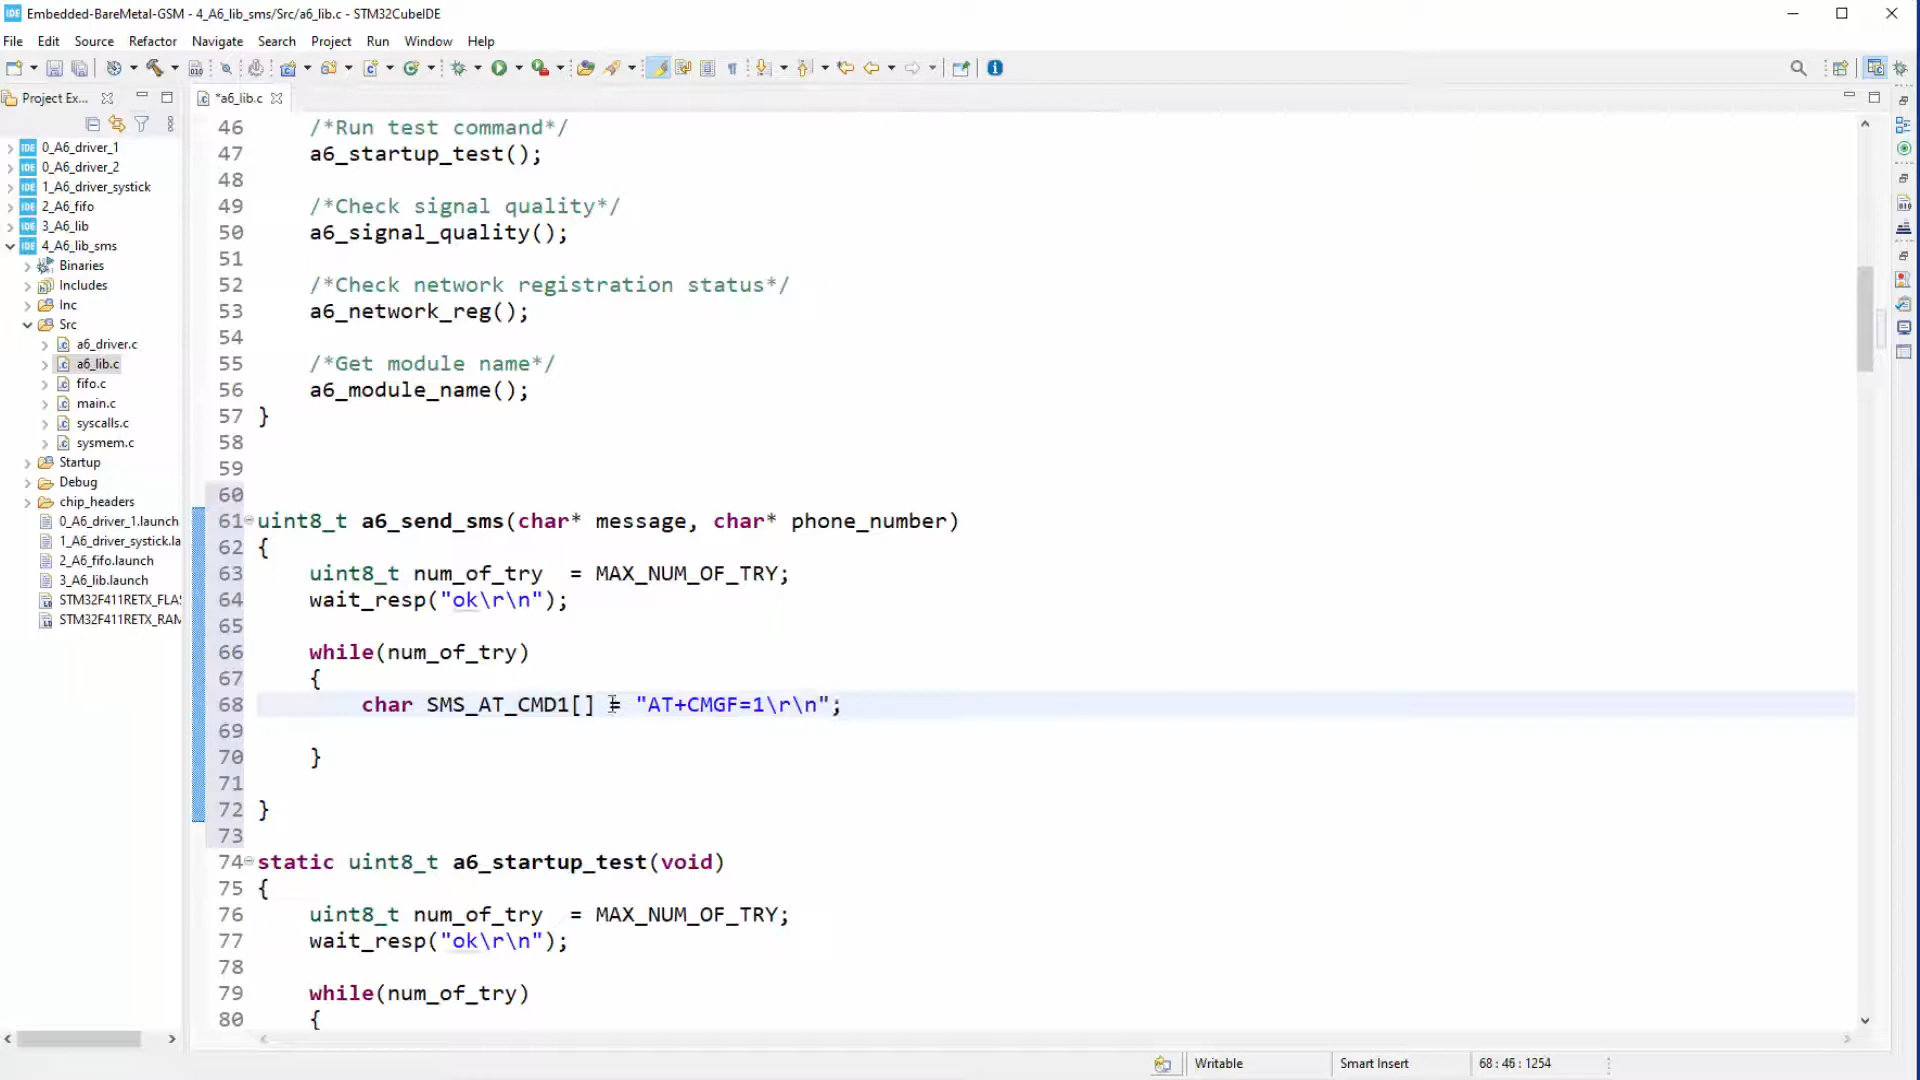 IDE Embedded-BareMetal-GSM - 4_A6_lib_sms/Src/a6_lib.c - STM32CubeIDE
File Edit Source Refactor Navigate Search Project Run Window Help
Project Ex...
*a6_lib.c
0_A6_driver_1
0_A6_driver_2
1_A6_driver_systick
2_A6_fifo
3_A6_lib
4_A6_lib_sms
Binaries
Includes
Inc
Src
a6_driver.c
a6_lib.c
fifo.c
main.c
syscalls.c
sysmem.c
Startup
Debug
chip_headers
0_A6_driver_1.launch
1_A6_driver_systick.la
2_A6_fifo.launch
3_A6_lib.launch
STM32F411RETX_FLA
STM32F411RETX_RAM
46 /*Run test command*/
47 a6_startup_test();
48
49 /*Check signal quality*/
50 a6_signal_quality();
51
52 /*Check network registration status*/
53 a6_network_reg();
54
55 /*Get module name*/
56 a6_module_name();
57 }
58
59
60
61 uint8_t a6_send_sms(char* message, char* phone_number)
62 {
63 uint8_t num_of_try = MAX_NUM_OF_TRY;
64 wait_resp("ok\r\n");
65
66 while(num_of_try)
67 {
68 char SMS_AT_CMD1[] = "AT+CMGF=1\r\n";
69
70 }
71
72 }
73
74 static uint8_t a6_startup_test(void)
75 {
76 uint8_t num_of_try = MAX_NUM_OF_TRY;
77 wait_resp("ok\r\n");
78
79 while(num_of_try)
80 {
Writable Smart Insert 68 : 46 : 1254